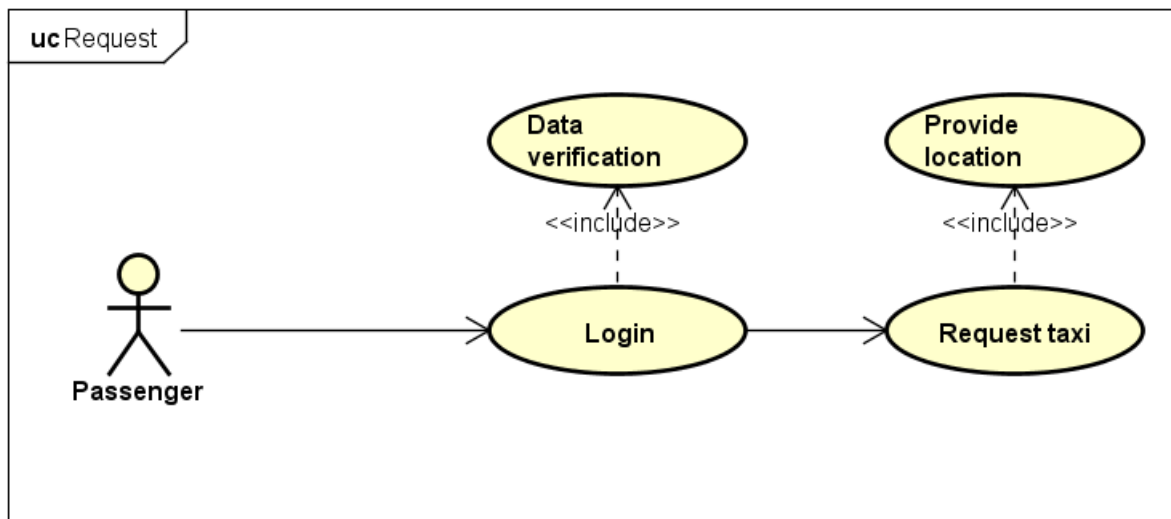 uc Request
Data
verification
Provide
location
<<include>>
<<include>>
Login
Request taxi
Passenger